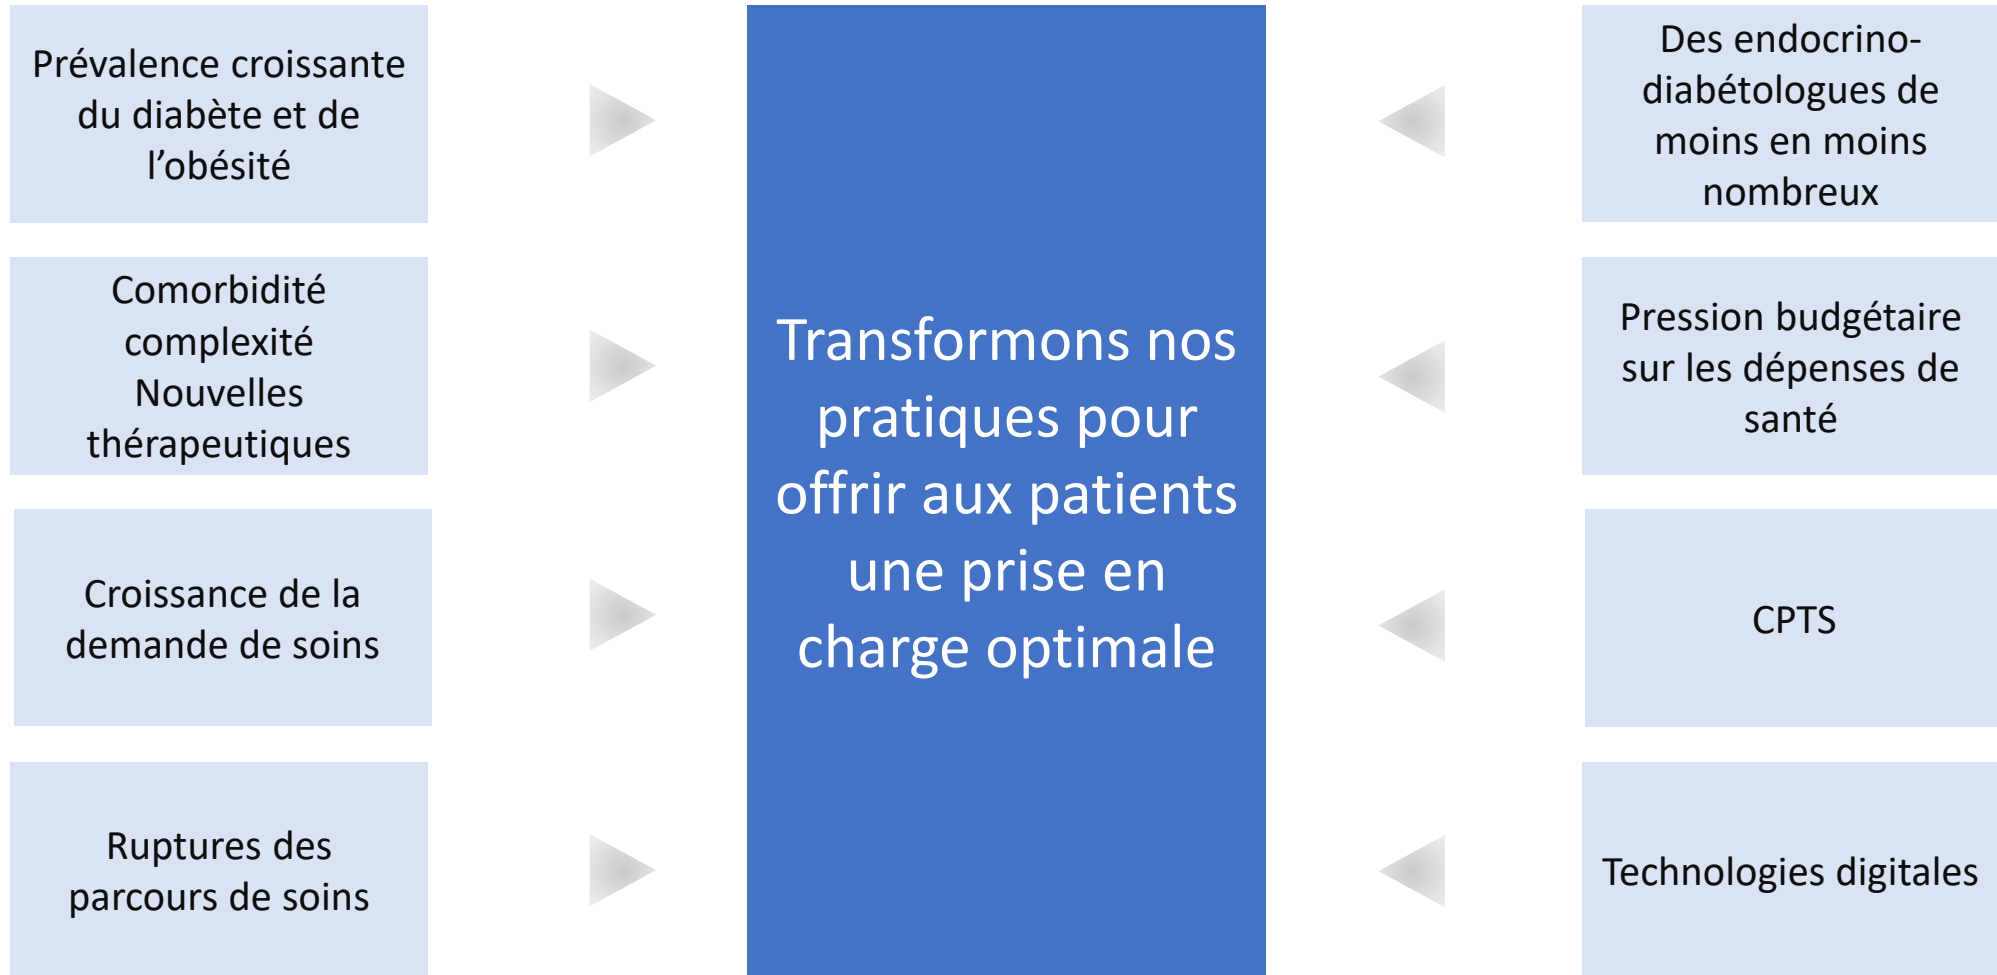 Prévalence croissante
du diabète et de
l’obésité
Comorbidité
complexité
Nouvelles
thérapeutiques
Croissance de la
demande de soins
Ruptures des
parcours de soins
Transformons nos
pratiques pour
offrir aux patients
une prise en
charge optimale
Des endocrino-
diabétologues de
moins en moins
nombreux
Pression budgétaire
sur les dépenses de
santé
CPTS
Technologies digitales